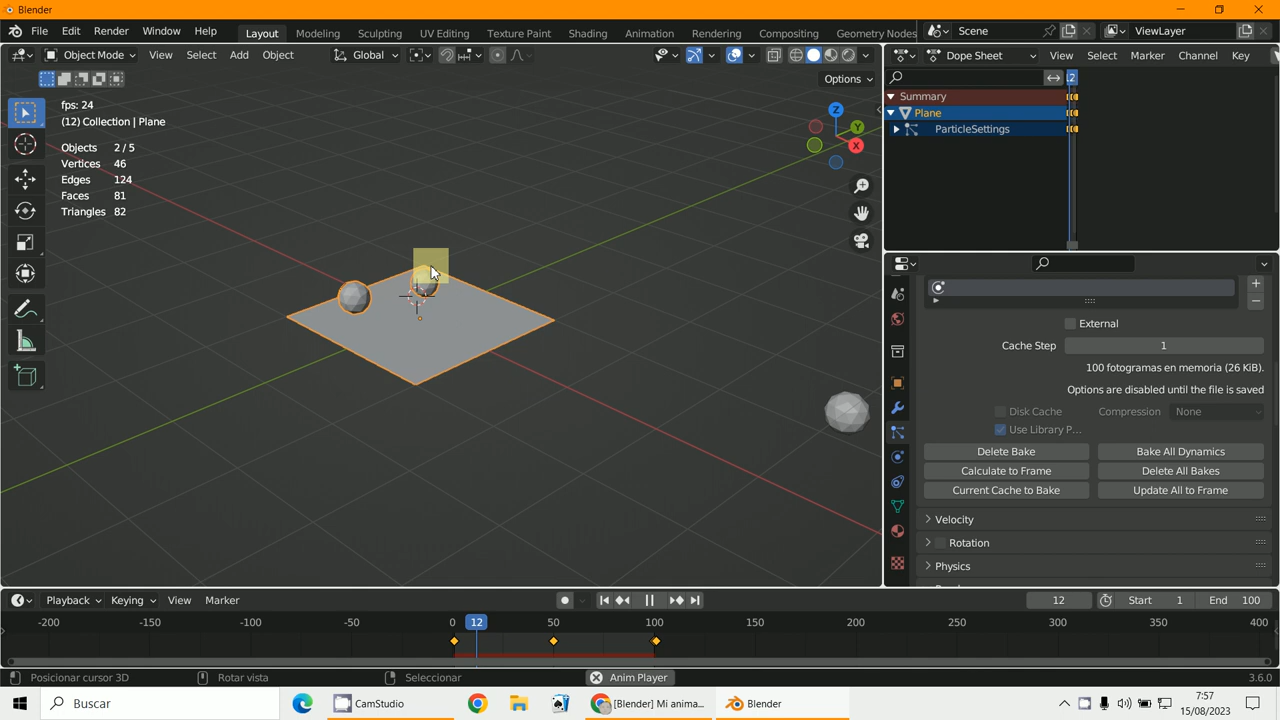 Blender
File Edit Render Window Help
Layout Modeling Sculpting UV Editing Texture Paint Shading Animation Rendering Compositing Geometry Nodes
Scene
ViewLayer
Object Mode View Select Add Object
Global
Options
Dope Sheet View Select Marker Channel Key
12
Summary
Plane
ParticleSettings
fps: 24
(12) Collection | Plane
Objects 2 / 5
Vertices 46
Edges 124
Faces 81
Triangles 82
Z
Y
X
External
Cache Step 1
100 fotogramas en memoria (26 KiB).
Options are disabled until the file is saved
Disk Cache Compression None
Use Library P...
Delete Bake Bake All Dynamics
Calculate to Frame Delete All Bakes
Current Cache to Bake Update All to Frame
Velocity
Rotation
Physics
Playback Keying View Marker
12 Start 1 End 100
-200 -150 -100 -50 0 12 50 100 150 200 250 300 350 400
Posicionar cursor 3D Rotar vista Seleccionar Anim Player 3.6.0
Buscar
CamStudio
[Blender] Mi anima...
Blender
7:57
15/08/2023